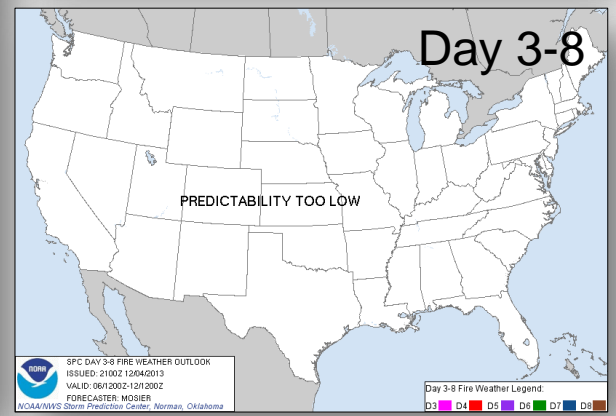 Day 3-8
PREDICTABILITY TOO LOW
NOAA
SPC DAY 3-8 FIRE WEATHER OUTLOOK
ISSUED: 2100Z 12/04/2013
VALID: 06/1200Z-12/1200Z
FORECASTER: MOSIER
NOAA/NWS Storm Prediction Center, Norman, Oklahoma
Day 3-8 Fire Weather Legend:
D3 D4 D5 D6 D7 D8